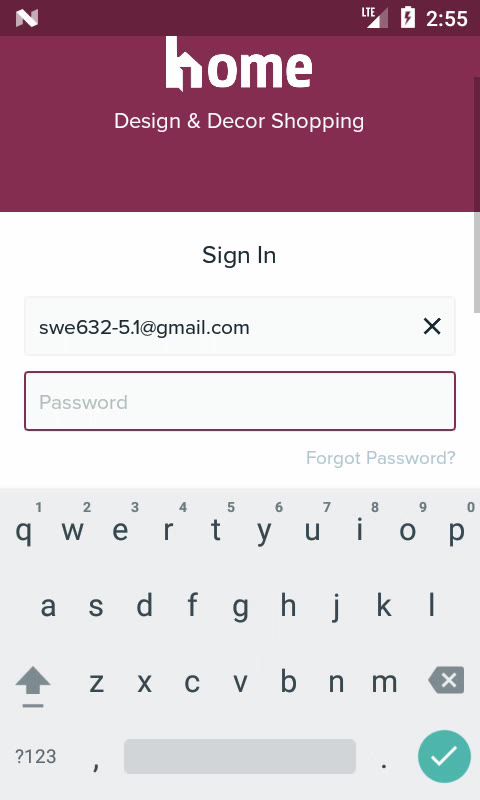 LTE 2:55
home
Design & Decor Shopping
Sign In
swe632-5.1@gmail.com
Password
Forgot Password?
1 2 3 4 5 6 7 8 9 0
q w e r t y u i o p
a s d f g h j k l
z x c v b n m
?123 , .